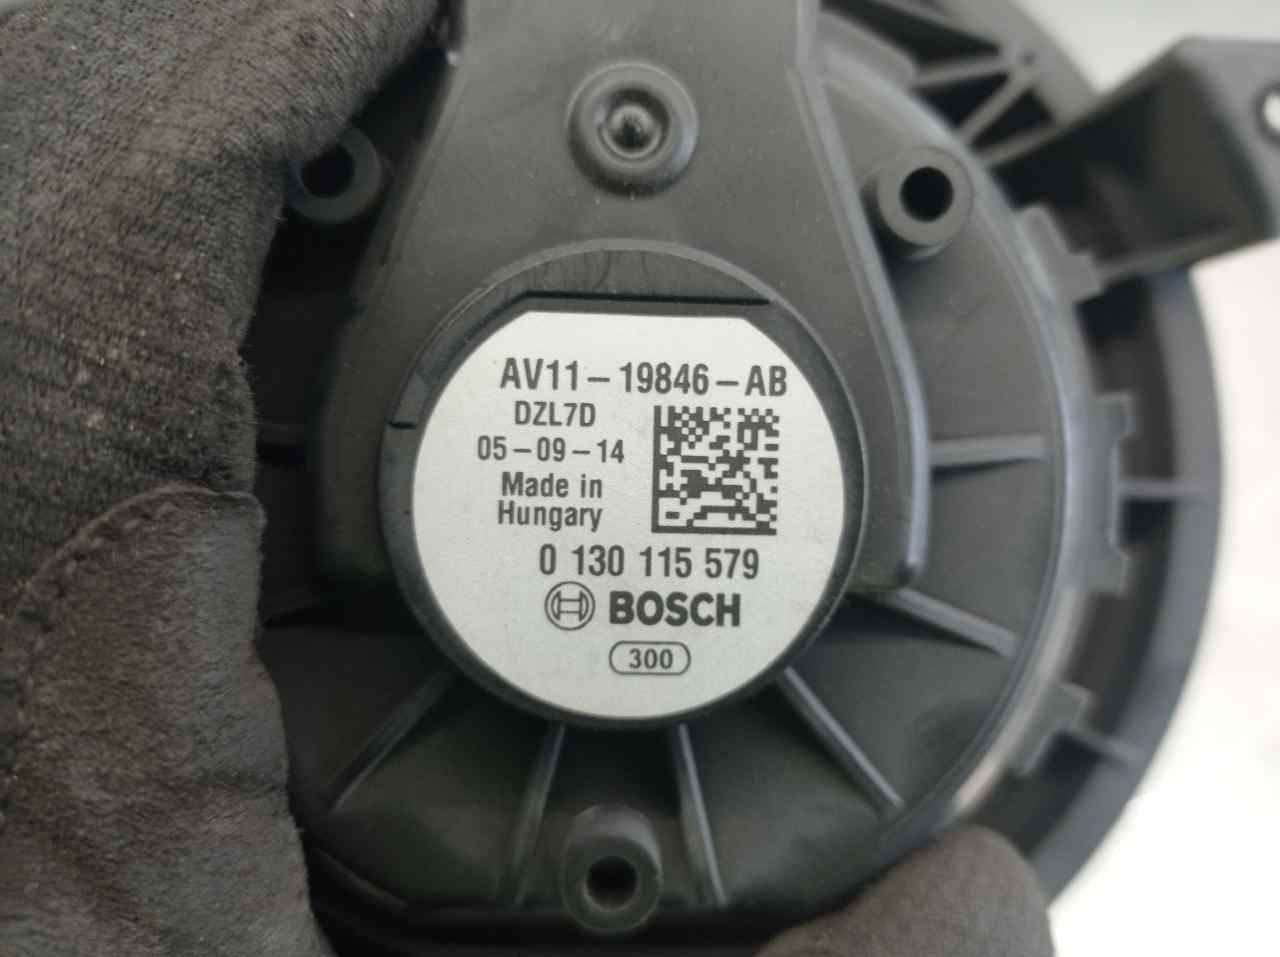 AV11-19846-AB
DZL7D
05-09-14
Made in
Hungary
0 130 115 579
BOSCH
300